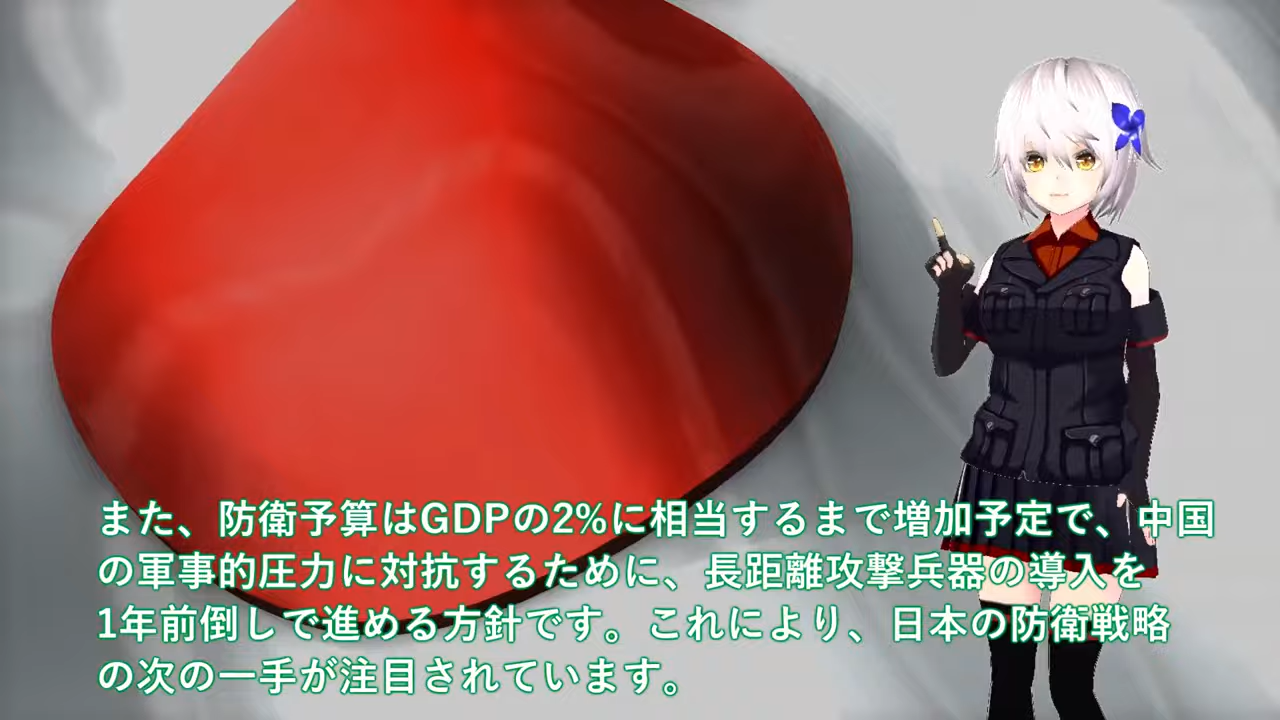 また、防衛予算はGDPの2%に相当するまで増加予定で、中国
の軍事的圧力に対抗するために、長距離攻撃兵器の導入を
1年前倒しで進める方針です。これにより、日本の防衛戦略
の次の一手が注目されています。